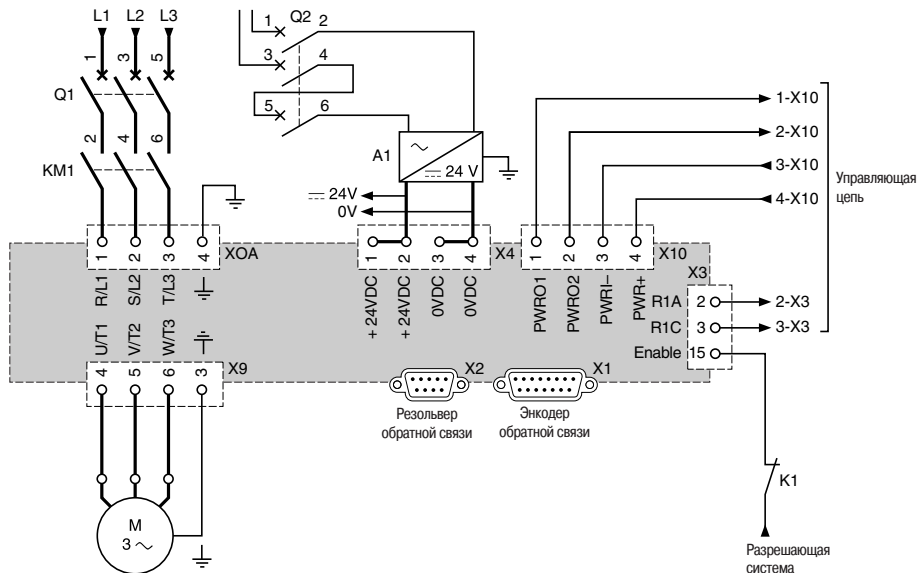 L1 L2 L3
1 3 5
Q1
2 4 6
KM1
1 Q2 2
3 4
5 6
A1
24 V
24V
0V
1-X10
2-X10
3-X10
4-X10
Управляющая
цепь
1 2 3 4 XOA
R/L1 S/L2 T/L3
1 2 3 4 X4
+24VDC +24VDC 0VDC 0VDC
1 2 3 4 X10
PWRO1 PWRO2 PWRI– PWR+
X3
R1A 2 2-X3
R1C 3 3-X3
Enable 15
U/T1 V/T2 W/T3
4 5 6 3 X9
X2
X1
Резольвер
обратной связи
Энкодер
обратной связи
K1
M
3 ~
Разрешающая
система